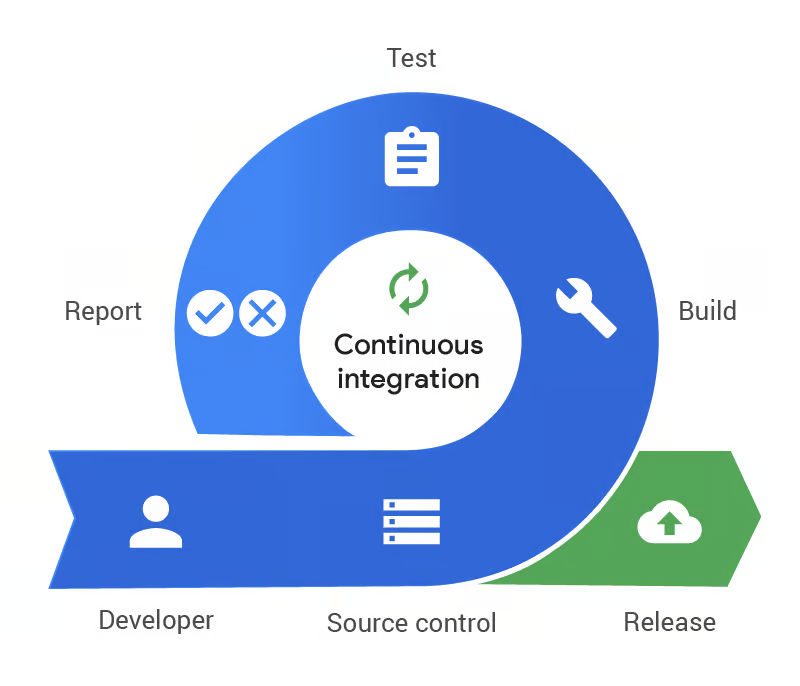 Test
Report
Continuous
integration
Build
Developer
Source control
Release